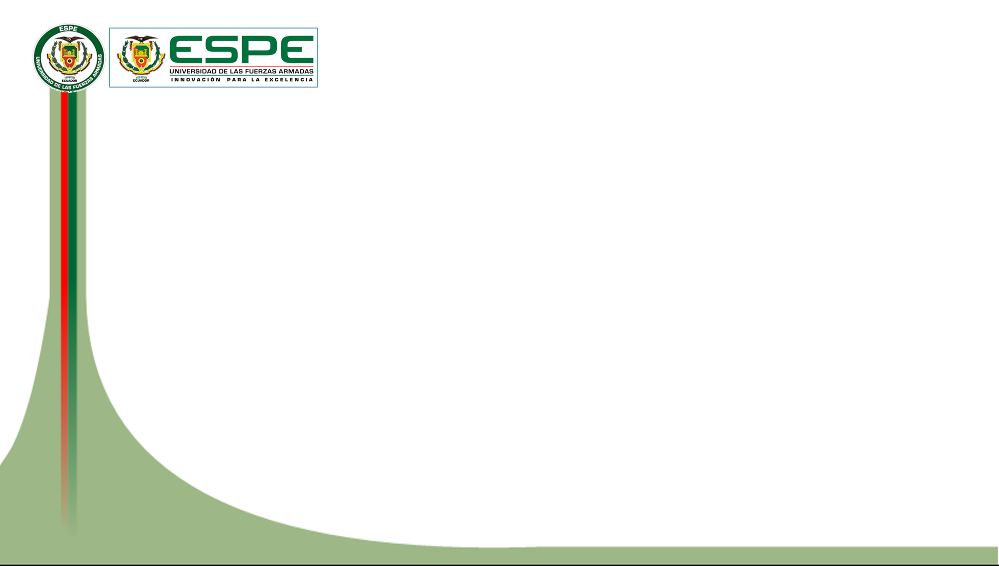 ESPE
UNIVERSIDAD DE LAS FUERZAS ARMADAS
1922
ECUADOR
ESPE
UNIVERSIDAD DE LAS FUERZAS ARMADAS
INNOVACIÓN PARA LA EXCELENCIA
1922
ECUADOR